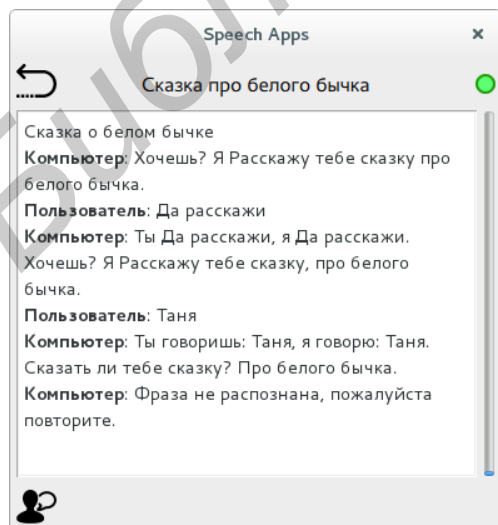 Speech Apps
Сказка про белого бычка
Сказка о белом бычке
Компьютер: Хочешь? Я Расскажу тебе сказку про
белого бычка.
Пользователь: Да расскажи
Компьютер: Ты Да расскажи, я Да расскажи.
Хочешь? Я Расскажу тебе сказку, про белого
бычка.
Пользователь: Таня
Компьютер: Ты говоришь: Таня, я говорю: Таня.
Сказать ли тебе сказку? Про белого бычка.
Компьютер: Фраза не распознана, пожалуйста
повторите.